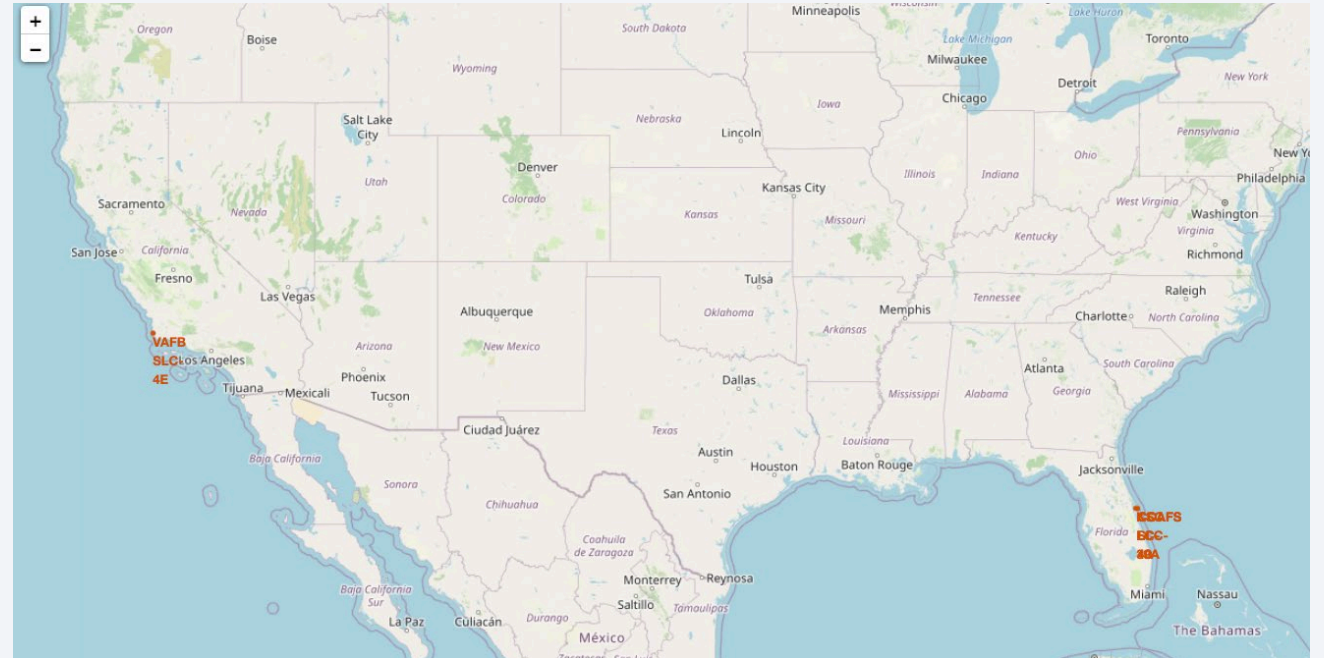 +
−
Oregon
Boise
South Dakota
Minneapolis
Lake Huron
Toronto
Lake Michigan
Milwaukee
Wyoming
Detroit
New York
Iowa
Chicago
Salt Lake
City
Nebraska
Lincoln
Pennsylvania
Ohio
Denver
Illinois
Indiana
Philadelphia
Utah
Colorado
Kansas City
Sacramento
Nevada
Kansas
Missouri
West Virginia
Washington
Virginia
Kentucky
San Jose
California
Richmond
Fresno
Las Vegas
Tulsa
Raleigh
Tennessee
Albuquerque
Oklahoma
Memphis
Charlotte
North Carolina
Arkansas
VAFB
SLC-
4E
Los Angeles
Arizona
New Mexico
South Carolina
Atlanta
Phoenix
Dallas
Tijuana
Mexicali
Tucson
Mississippi
Alabama
Georgia
Ciudad Juárez
Texas
Louisiana
Austin
Baja California
Houston
Baton Rouge
Jacksonville
Sonora
San Antonio
Chihuahua
Florida
Coahuila
de Zaragoza
Monterrey
Reynosa
Baja California
Sur
Miami
Nassau
Saltillo
Tamaulipas
La Paz
Culiacán
Durango
México
The Bahamas